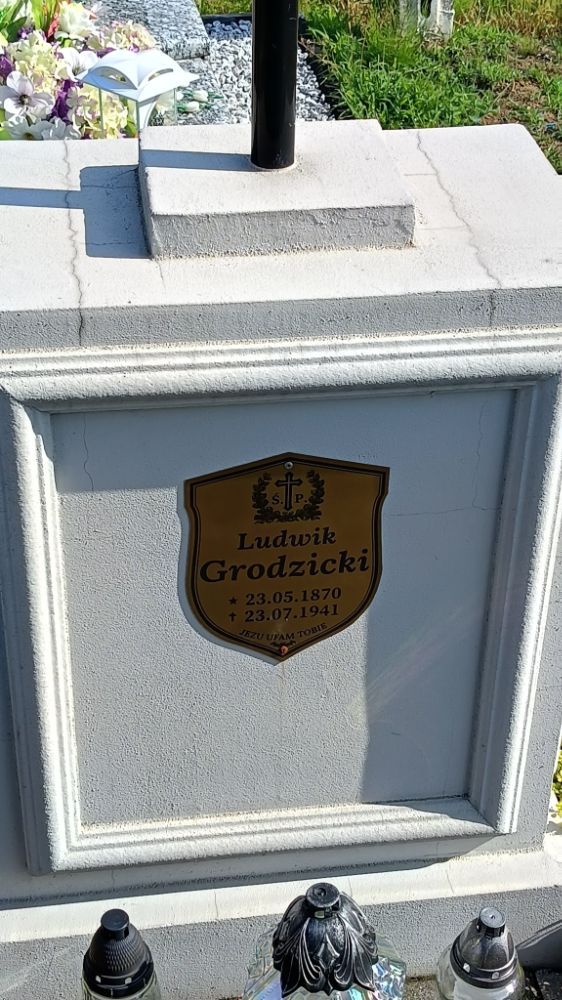 Ś. P.
Ludwik
Grodzicki
★ 23.05.1870
✝ 23.07.1941
JEZU UFAM TOBIE